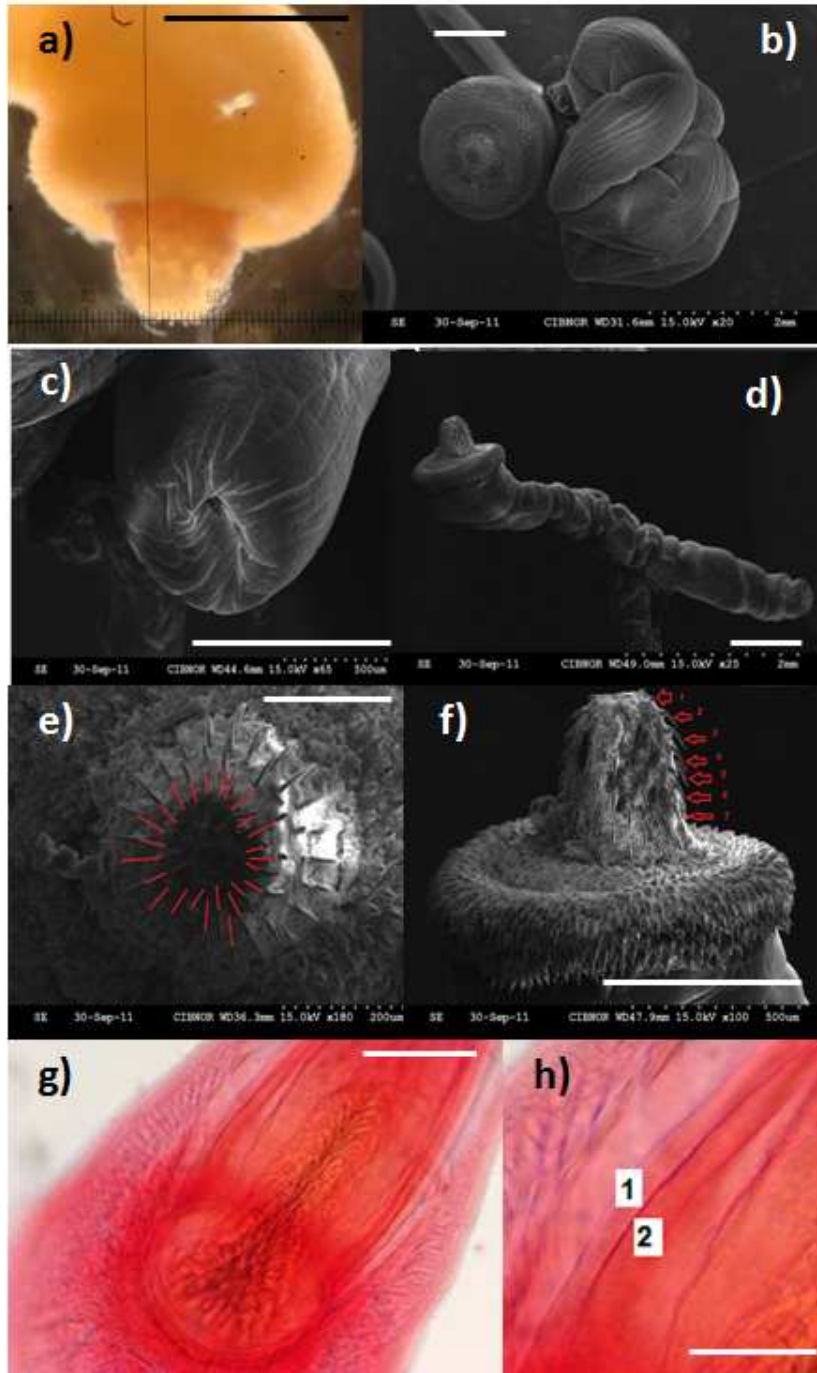 a)
b)
SE 30-Sep-11 CIBNOR WD31.6mm 15.0kV x20 2mm
c)
d)
SE 30-Sep-11 CIBNOR WD44.6mm 15.0kV x65 500um
SE 30-Sep-11 CIBNOR WD49.0mm 15.0kV x25 2mm
e)
f)
1
2
SE 30-Sep-11 CIBNOR WD36.3mm 15.0kV x180 200um
SE 30-Sep-11 CIBNOR WD47.9mm 15.0kV x100 500um
g)
h)
1
2